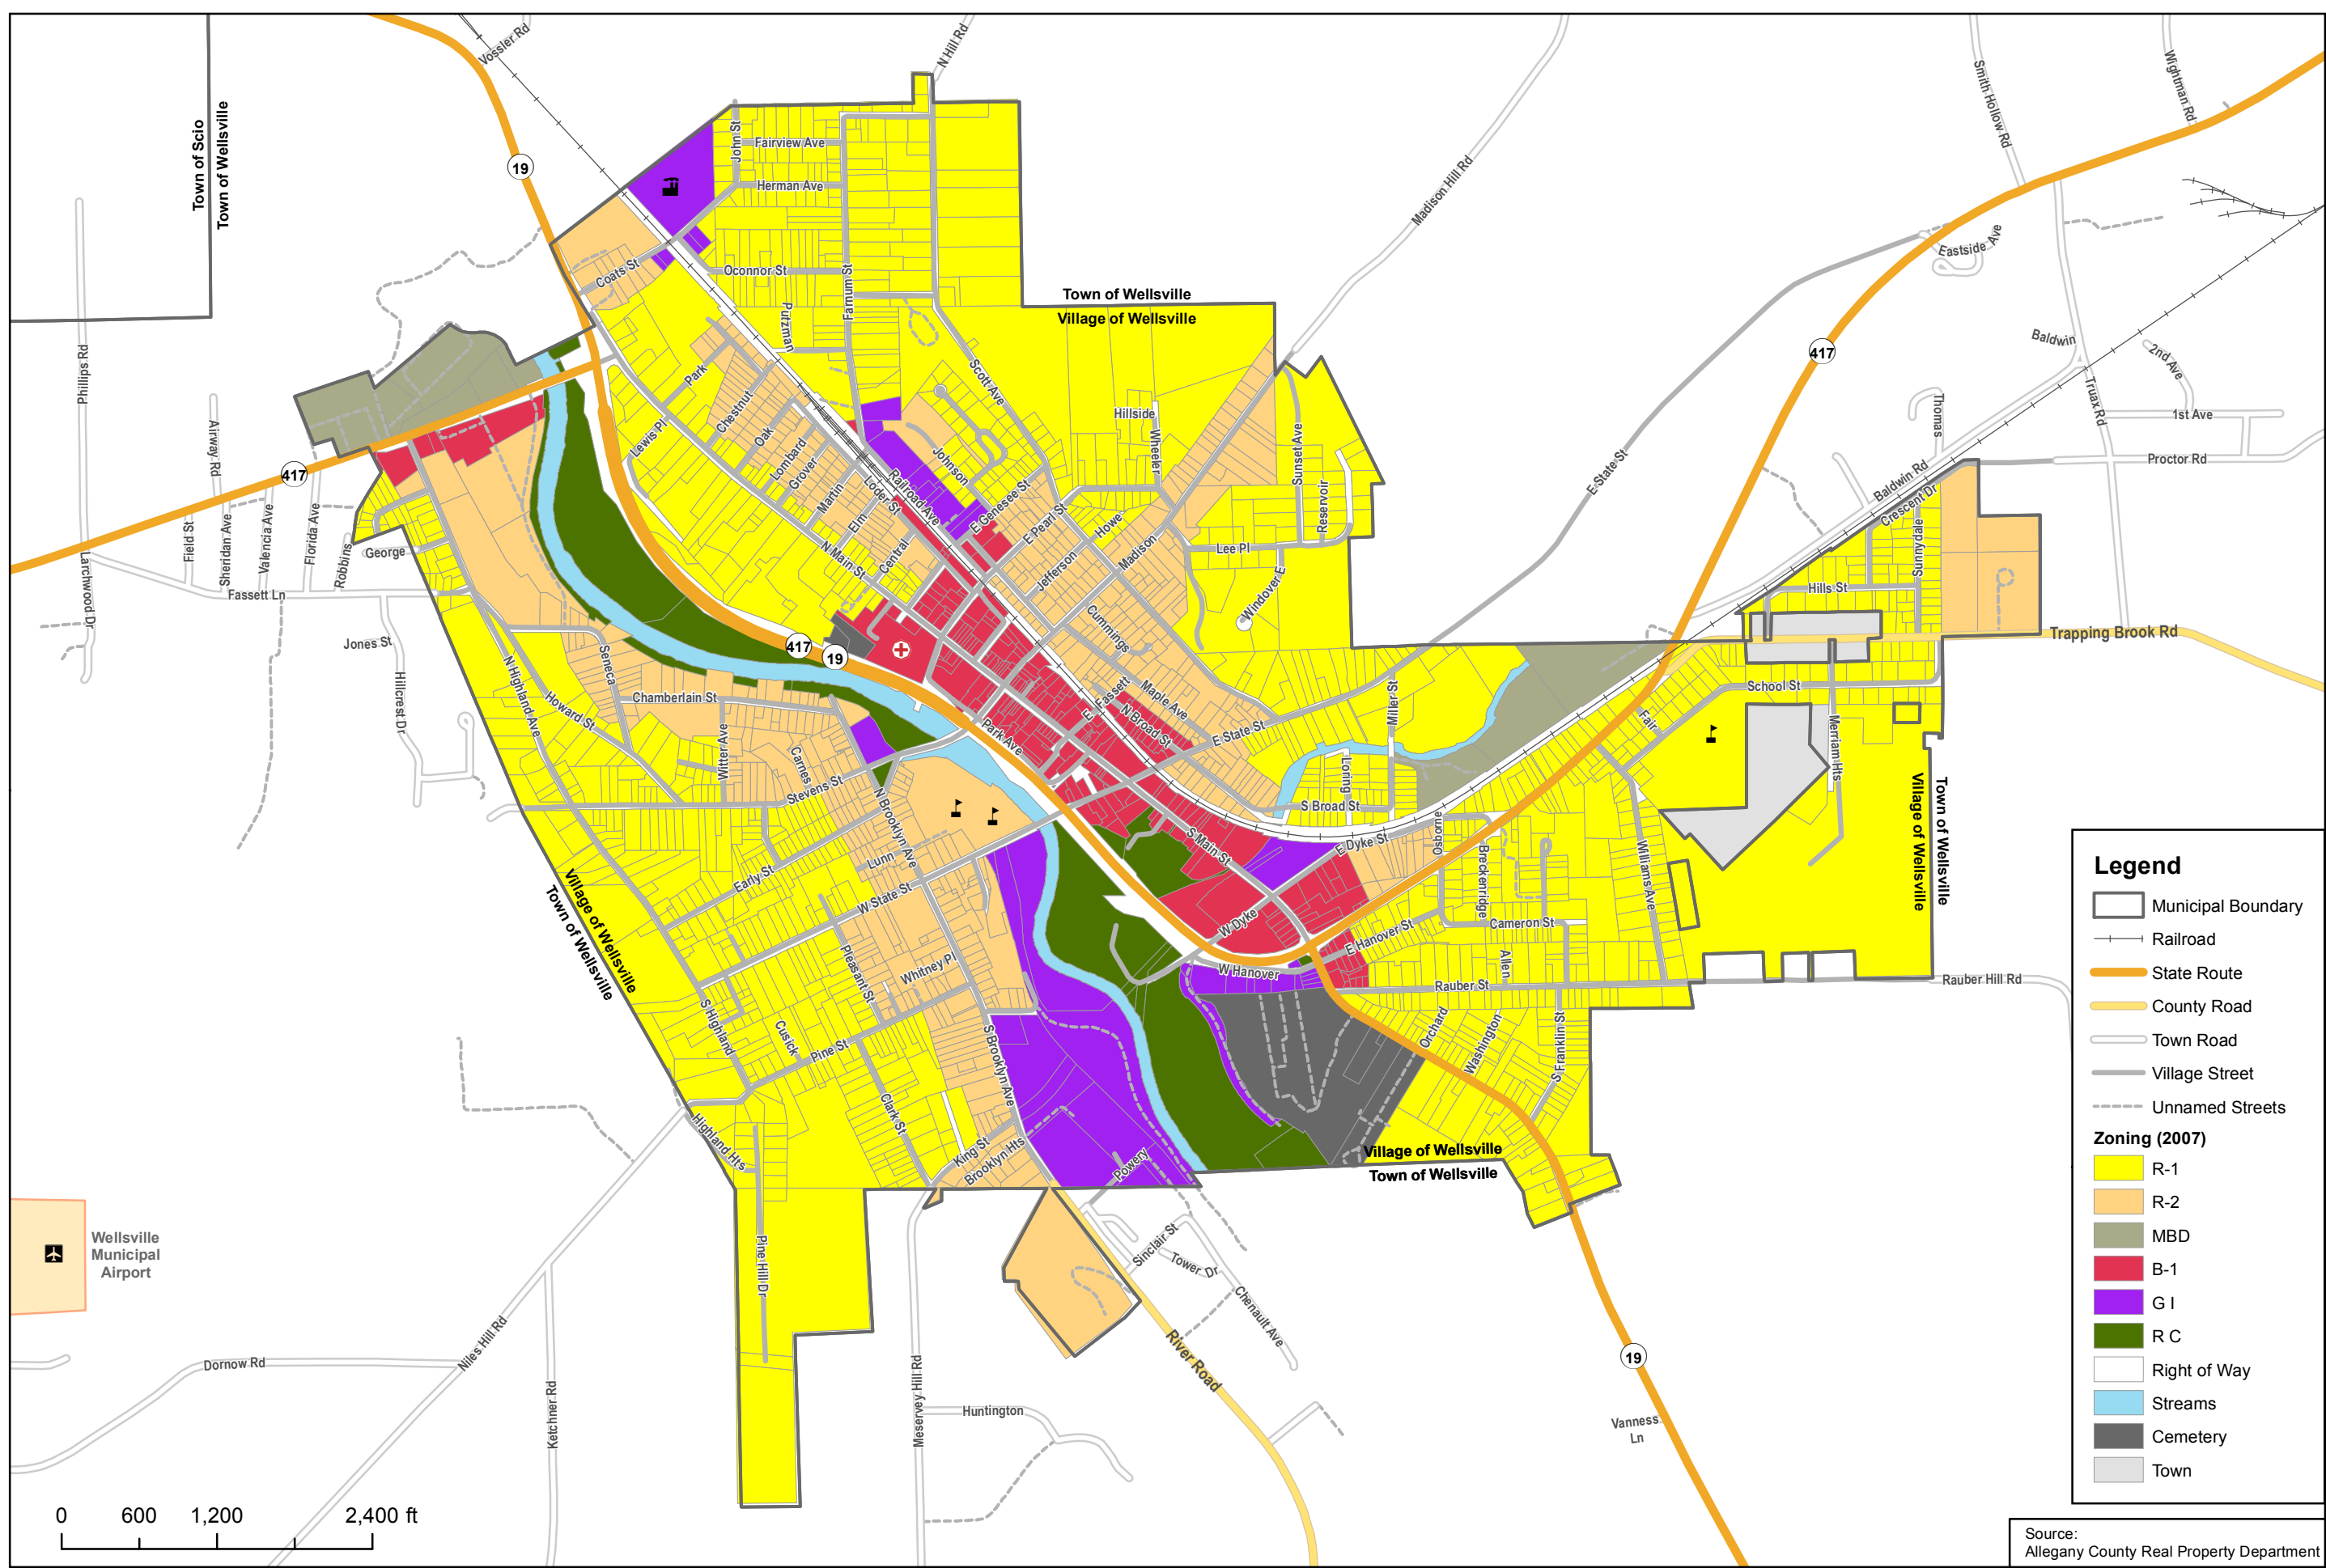 Vossler Rd
N Hill Rd
Smith Hollow Rd
Wightman Rd
Town of Scio
Town of Wellsville
19
John St
Fairview Ave
Herman Ave
Madison Hill Rd
Eastside Ave
Coats St
Oconnor St
Farnum St
Putzman
Town of Wellsville
Village of Wellsville
417
Baldwin
2nd Ave
Phillips Rd
Park
Scott Ave
Chestnut
Hillside
Truax Rd
1st Ave
Thomas
Airway Rd
Lewis Pl
Oak
Lombard
Grover
Johnson
Wheeler
Sunset Ave
Reservoir
E State St
Proctor Rd
417
Martin
Loder St
Railroad Ave
E Genesee St
Baldwin Rd
Crescent Dr
Elm
E Pearl St
Howe
Sunnydale
Field St
Sheridan Ave
Valencia Ave
Florida Ave
Robbins
George
N Main St
Central
Jefferson
Madison
Lee Pl
Windover E
Larchwood Dr
Fassett Ln
Hills St
Cummings
Jones St
417
19
Trapping Brook Rd
Hillcrest Dr
N Highland Ave
Seneca
Howard St
Chamberlain St
E Fassett
Maple Ave
N Broad St
Park Ave
E State St
Miller St
School St
Fair
Merriam Hts
Witter Ave
Carnes
Stevens St
N Brooklyn Ave
Loring
S Broad St
Village of Wellsville
Town of Wellsville
S Main St
E Dyke St
Osborne
Breckenridge
Williams Ave
Lunn
Early St
W State St
Village of Wellsville
Town of Wellsville
W Dyke
E Hanover St
Cameron St
Pleasant St
Whitney Pl
W Hanover
Allen
Rauber St
Rauber Hill Rd
S Highland
Cusick
Pine St
S Brooklyn Ave
Orchard
Washington
S Franklin St
Clark St
Highland Hts
King St
Brooklyn Hts
Powery
Village of Wellsville
Town of Wellsville
Wellsville
Municipal
Airport
Pine Hill Dr
Sinclair St
Tower Dr
Chenault Ave
Niles Hill Rd
Dornow Rd
Ketchner Rd
Meservey Hill Rd
River Road
19
Huntington
Vanness
Ln
Legend
Municipal Boundary
Railroad
State Route
County Road
Town Road
Village Street
Unnamed Streets
Zoning (2007)
R-1
R-2
MBD
B-1
G I
R C
Right of Way
Streams
Cemetery
Town
0 600 1,200 2,400 ft
Source:
Allegany County Real Property Department